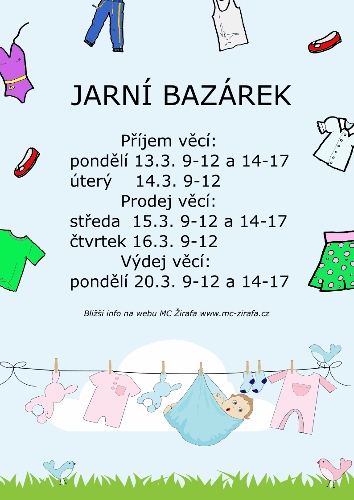 JARNÍ BAZÁREK
Příjem věcí:
pondělí 13.3. 9-12 a 14-17
úterý 14.3. 9-12
Prodej věcí:
středa 15.3. 9-12 a 14-17
čtvrtek 16.3. 9-12
Výdej věcí:
pondělí 20.3. 9-12 a 14-17
Bližší info na webu MC Žirafa www.mc-zirafa.cz